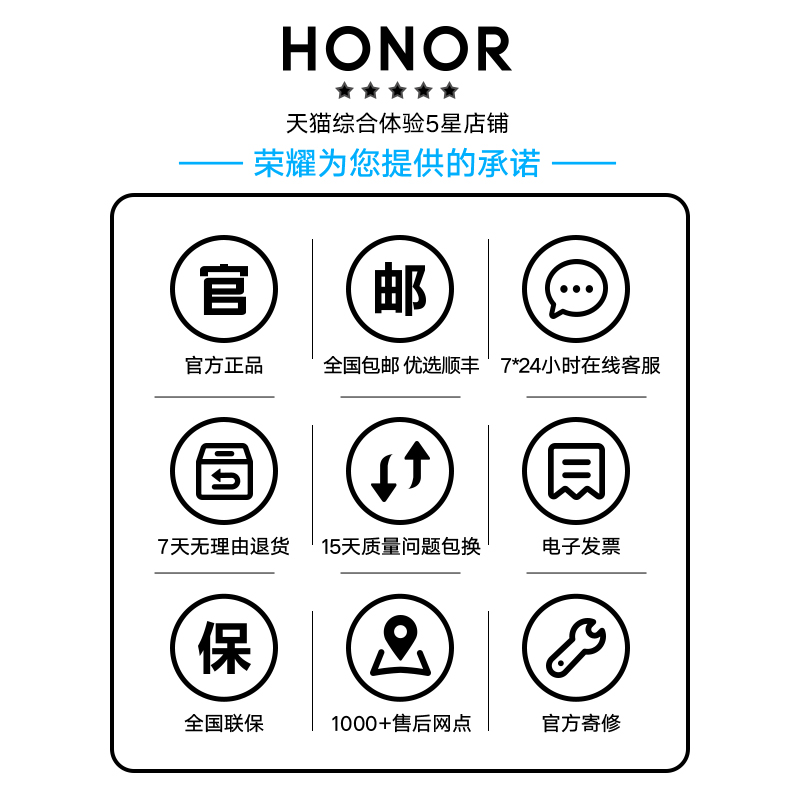 HONOR
天猫综合体验5星店铺
荣耀为您提供的承诺
官 邮
官方正品 全国包邮 优选顺丰 7*24小时在线客服
7天无理由退货 15天质量问题包换 电子发票
保
全国联保 1000+售后网点 官方寄修